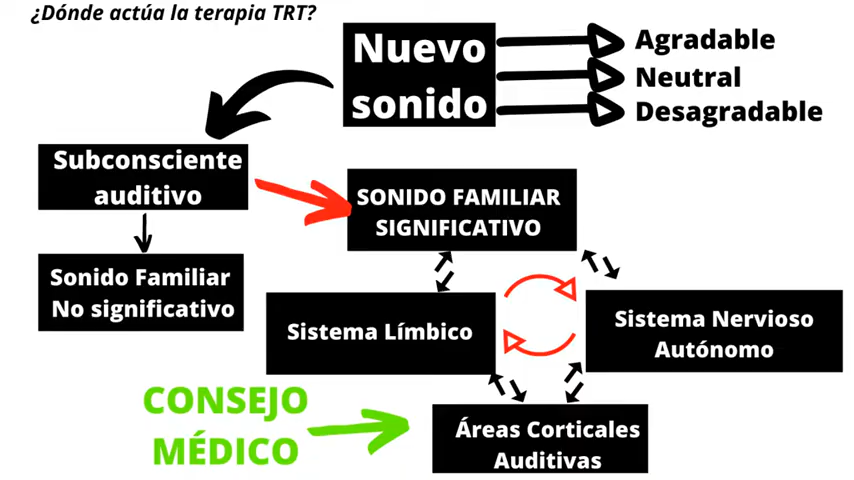 ¿Dónde actúa la terapia TRT?
Nuevo
sonido
Agradable
Neutral
Desagradable
Subconsciente
auditivo
SONIDO FAMILIAR
SIGNIFICATIVO
Sonido Familiar
No significativo
Sistema Límbico
Sistema Nervioso
Autónomo
CONSEJO
MÉDICO
Áreas Corticales
Auditivas